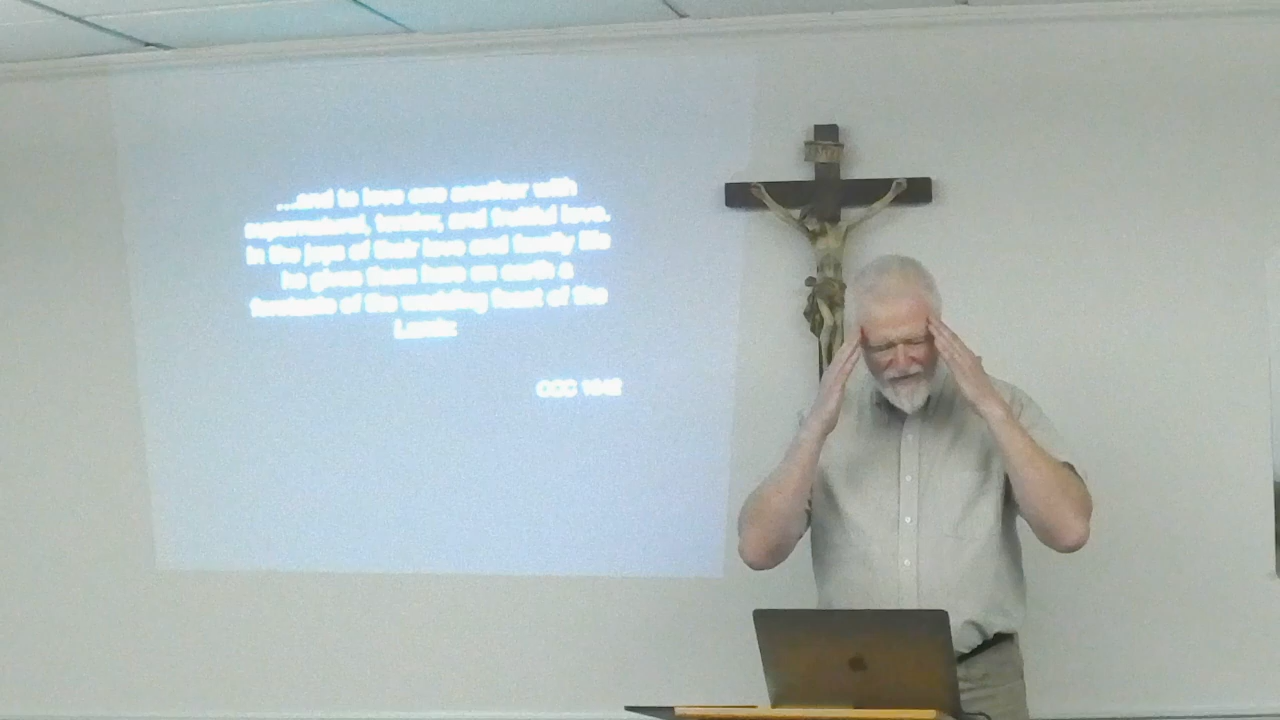 ...and to love one another with
supernatural, tender, and fruitful love.
In the joys of their love and family life
he gives them here on earth a
foretaste of the wedding feast of the
Lamb:
CCC 1642